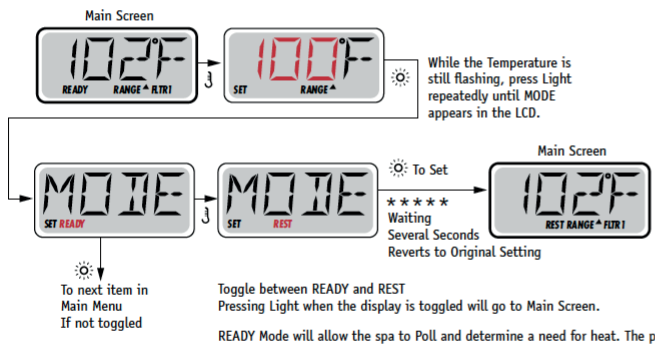 Main Screen
102°F
READY RANGE FLTR1
100°F
SET RANGE
While the Temperature is
still flashing, press Light
repeatedly until MODE
appears in the LCD.
MODE
SET READY
MODE
SET REST
To Set
* * * * *
Waiting
Several Seconds
Reverts to Original Setting
Main Screen
102°F
REST RANGE FLTR1
To next item in
Main Menu
If not toggled
Toggle between READY and REST
Pressing Light when the display is toggled will go to Main Screen.
READY Mode will allow the spa to Poll and determine a need for heat. The p